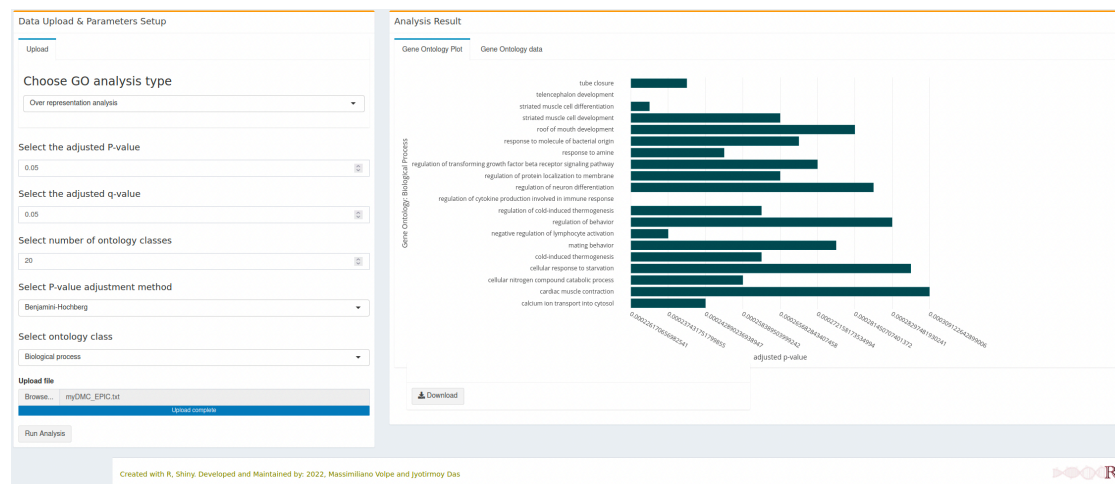 Data Upload & Parameters Setup
Upload
Choose GO analysis type
Over representation analysis
Select the adjusted P-value
0.05
Select the adjusted q-value
0.05
Select number of ontology classes
20
Select P-value adjustment method
Benjamini-Hochberg
Select ontology class
Biological process
Upload file
Browse... myDMC_EPIC.txt
Upload complete
Run Analysis
Analysis Result
Gene Ontology Plot Gene Ontology data
Gene Ontology: Biological Process
tube closure
telencephalon development
striated muscle cell differentiation
striated muscle cell development
roof of mouth development
response to molecule of bacterial origin
response to amine
regulation of transforming growth factor beta receptor signaling pathway
regulation of protein localization to membrane
regulation of neuron differentiation
regulation of cytokine production involved in immune response
regulation of cold-induced thermogenesis
regulation of behavior
negative regulation of lymphocyte activation
mating behavior
cold-induced thermogenesis
cellular response to starvation
cellular nitrogen compound catabolic process
cardiac muscle contraction
calcium ion transport into cytosol
adjusted p-value
Download
Created with R, Shiny. Developed and Maintained by: 2022, Massimiliano Volpe and Jyotirmoy Das
R